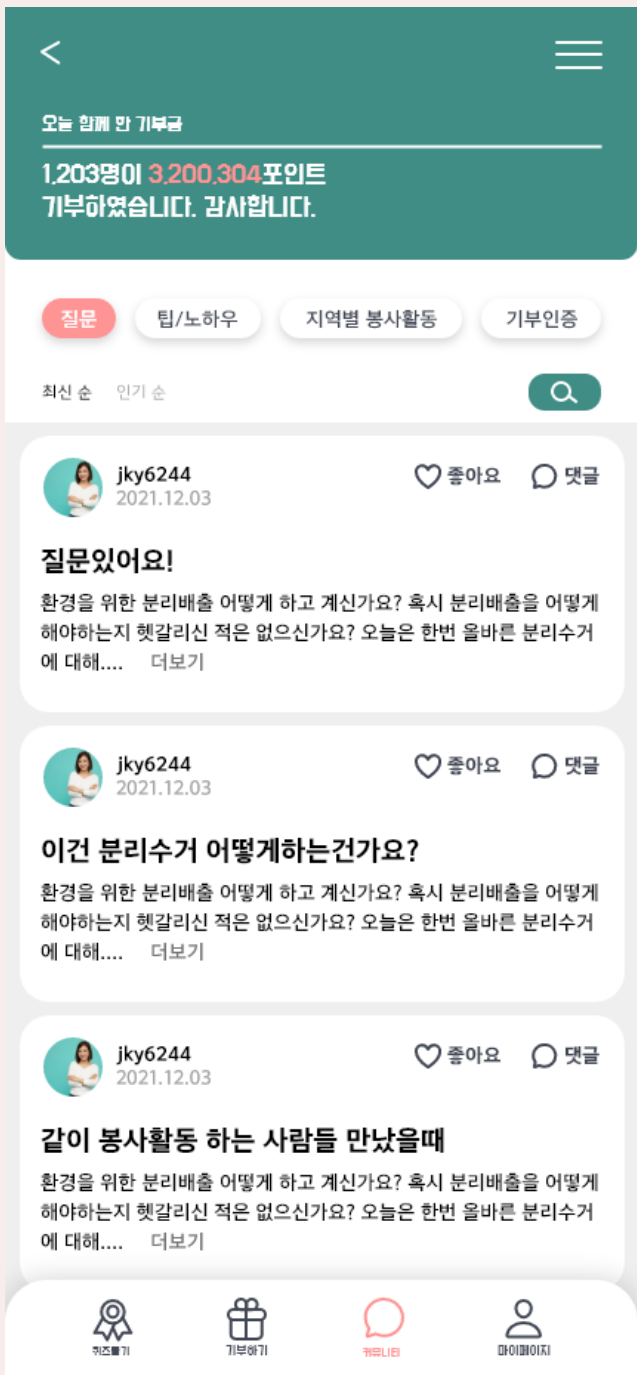 <
오늘 함께 한 기부금
1,203명이 3,200,304포인트
기부하였습니다. 감사합니다.
질문 팁/노하우 지역별 봉사활동 기부인증
최신 순 인기 순
jky6244 좋아요 댓글
2021.12.03
질문있어요!
환경을 위한 분리배출 어떻게 하고 계신가요? 혹시 분리배출을 어떻게
해야하는지 헷갈리신 적은 없으신가요? 오늘은 한번 올바른 분리수거
에 대해.... 더보기
jky6244 좋아요 댓글
2021.12.03
이건 분리수거 어떻게하는건가요?
환경을 위한 분리배출 어떻게 하고 계신가요? 혹시 분리배출을 어떻게
해야하는지 헷갈리신 적은 없으신가요? 오늘은 한번 올바른 분리수거
에 대해.... 더보기
jky6244 좋아요 댓글
2021.12.03
같이 봉사활동 하는 사람들 만났을때
환경을 위한 분리배출 어떻게 하고 계신가요? 혹시 분리배출을 어떻게
해야하는지 헷갈리신 적은 없으신가요? 오늘은 한번 올바른 분리수거
에 대해.... 더보기
퀴즈풀기 기부하기 커뮤니티 마이페이지